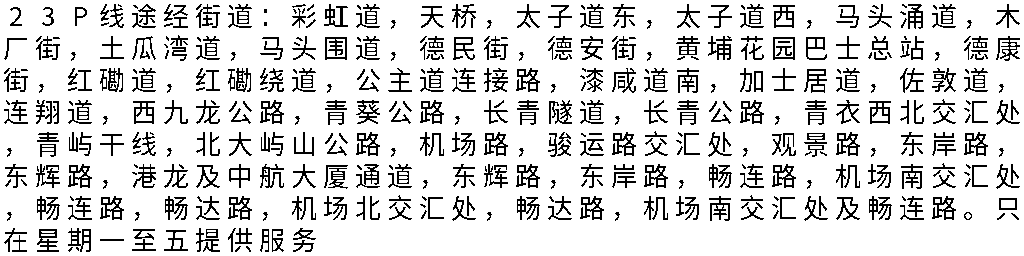 23P线途经街道：彩虹道，天桥，太子道东，太子道西，马头涌道，木
厂街，土瓜湾道，马头围道，德民街，德安街，黄埔花园巴士总站，德康
街，红磡道，红磡绕道，公主道连接路，漆咸道南，加士居道，佐敦道，
连翔道，西九龙公路，青葵公路，长青隧道，长青公路，青衣西北交汇处
，青屿干线，北大屿山公路，机场路，骏运路交汇处，观景路，东岸路，
东辉路，港龙及中航大厦通道，东辉路，东岸路，畅连路，机场南交汇处
，畅连路，畅达路，机场北交汇处，畅达路，机场南交汇处及畅连路。只
在星期一至五提供服务